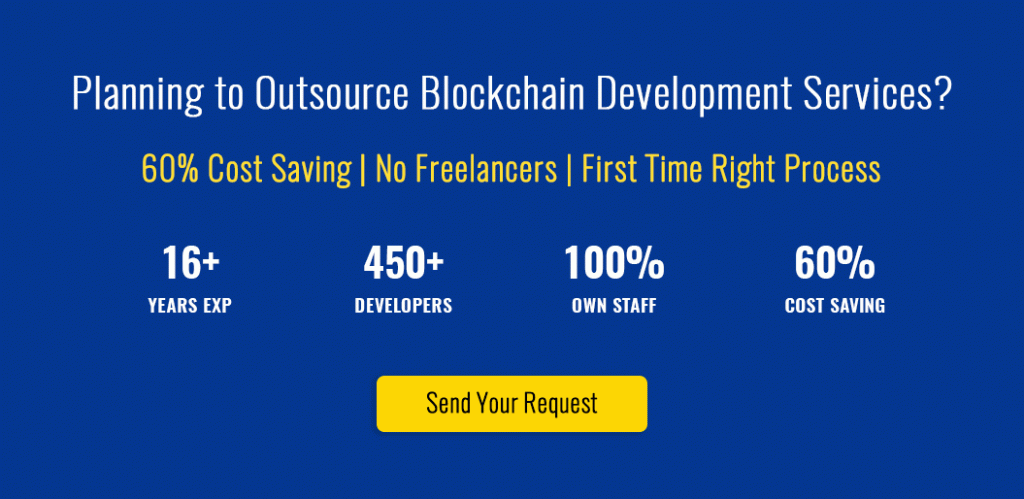 Planning to Outsource Blockchain Development Services?
60% Cost Saving | No Freelancers | First Time Right Process
16+ 450+ 100% 60%
YEARS EXP DEVELOPERS OWN STAFF COST SAVING
Send Your Request